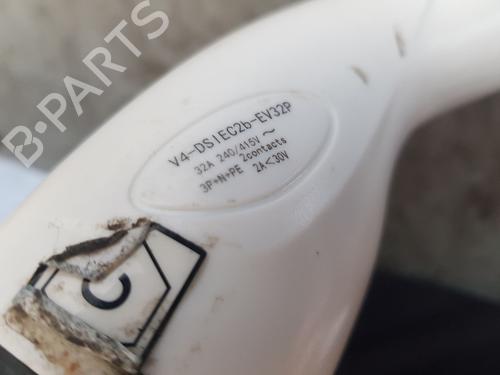 V4-DSIEC2b-EV32P
32A 240/415V ~
3P+N+PE 2contacts
2A<30V
C
B-PARTS